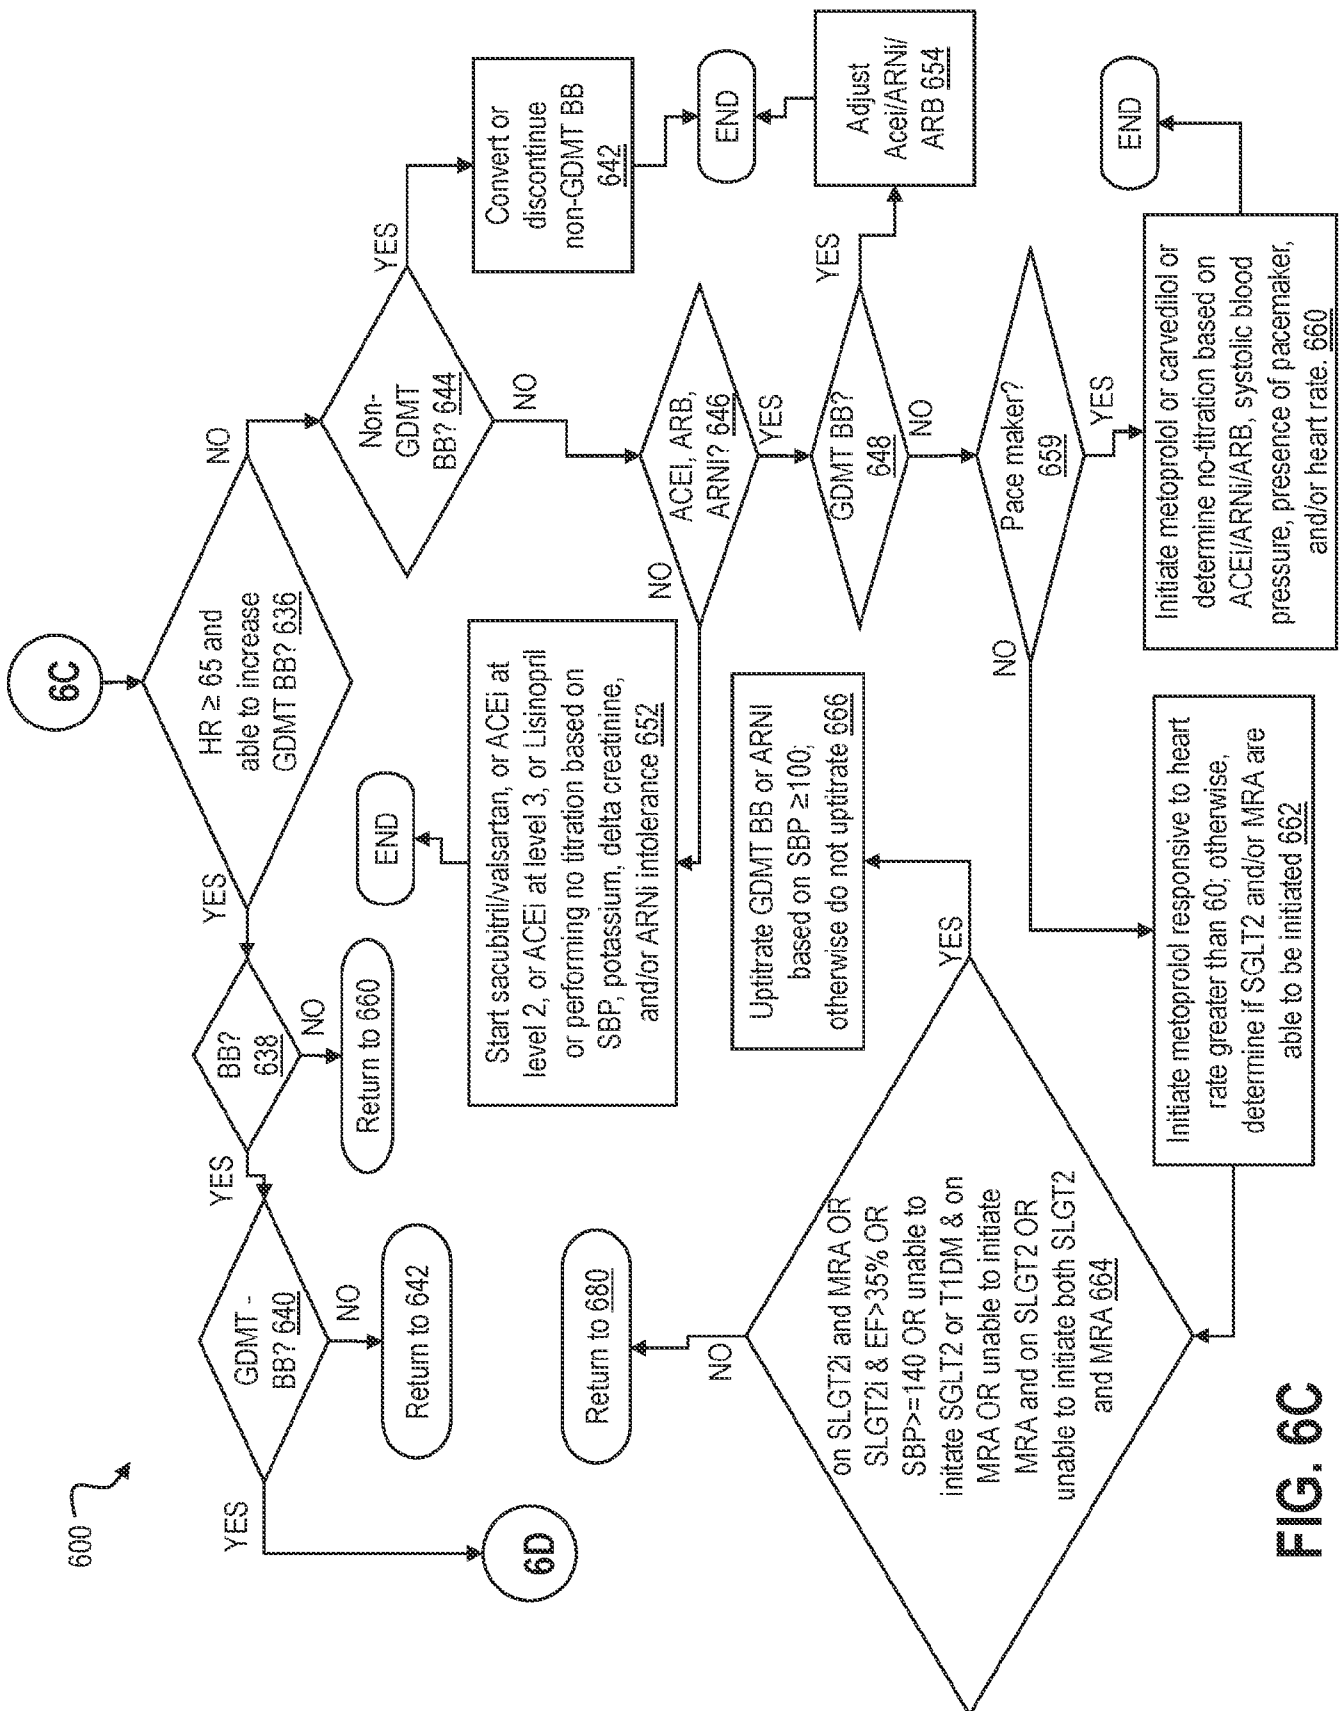 600
6C
HR ≥ 65 and
able to increase
GDMT BB? 636
YES
NO
BB?
638
YES
NO
Return to 660
GDMT -
BB? 640
YES
NO
Return to 642
6D
Non-
GDMT
BB? 644
YES
NO
Convert or
discontinue
non-GDMT BB
642
END
ACEi, ARB,
ARNi? 646
NO
YES
Start sacubitril/valsartan, or ACEi at
level 2, or ACEi at level 3, or Lisinopril
or performing no titration based on
SBP, potassium, delta creatinine,
and/or ARNi intolerance 652
END
GDMT BB?
648
YES
NO
Adjust
Acei/ARNi/
ARB 654
Pace maker?
659
NO
YES
Initiate metoprolol or carvedilol or
determine no-titration based on
ACEi/ARNi/ARB, systolic blood
pressure, presence of pacemaker,
and/or heart rate. 660
END
Initiate metoprolol responsive to heart
rate greater than 60; otherwise,
determine if SGLT2 and/or MRA are
able to be initiated 662
on SLGT2i and MRA OR
SLGT2i & EF>35% OR
SBP>=140 OR unable to
initate SGLT2 or T1DM & on
MRA OR unable to initiate
MRA and on SLGT2 OR
unable to initiate both SLGT2
and MRA 664
YES
NO
Uptitrate GDMT BB or ARNI
based on SBP ≥100;
otherwise do not uptitrate 666
Return to 680
FIG. 6C